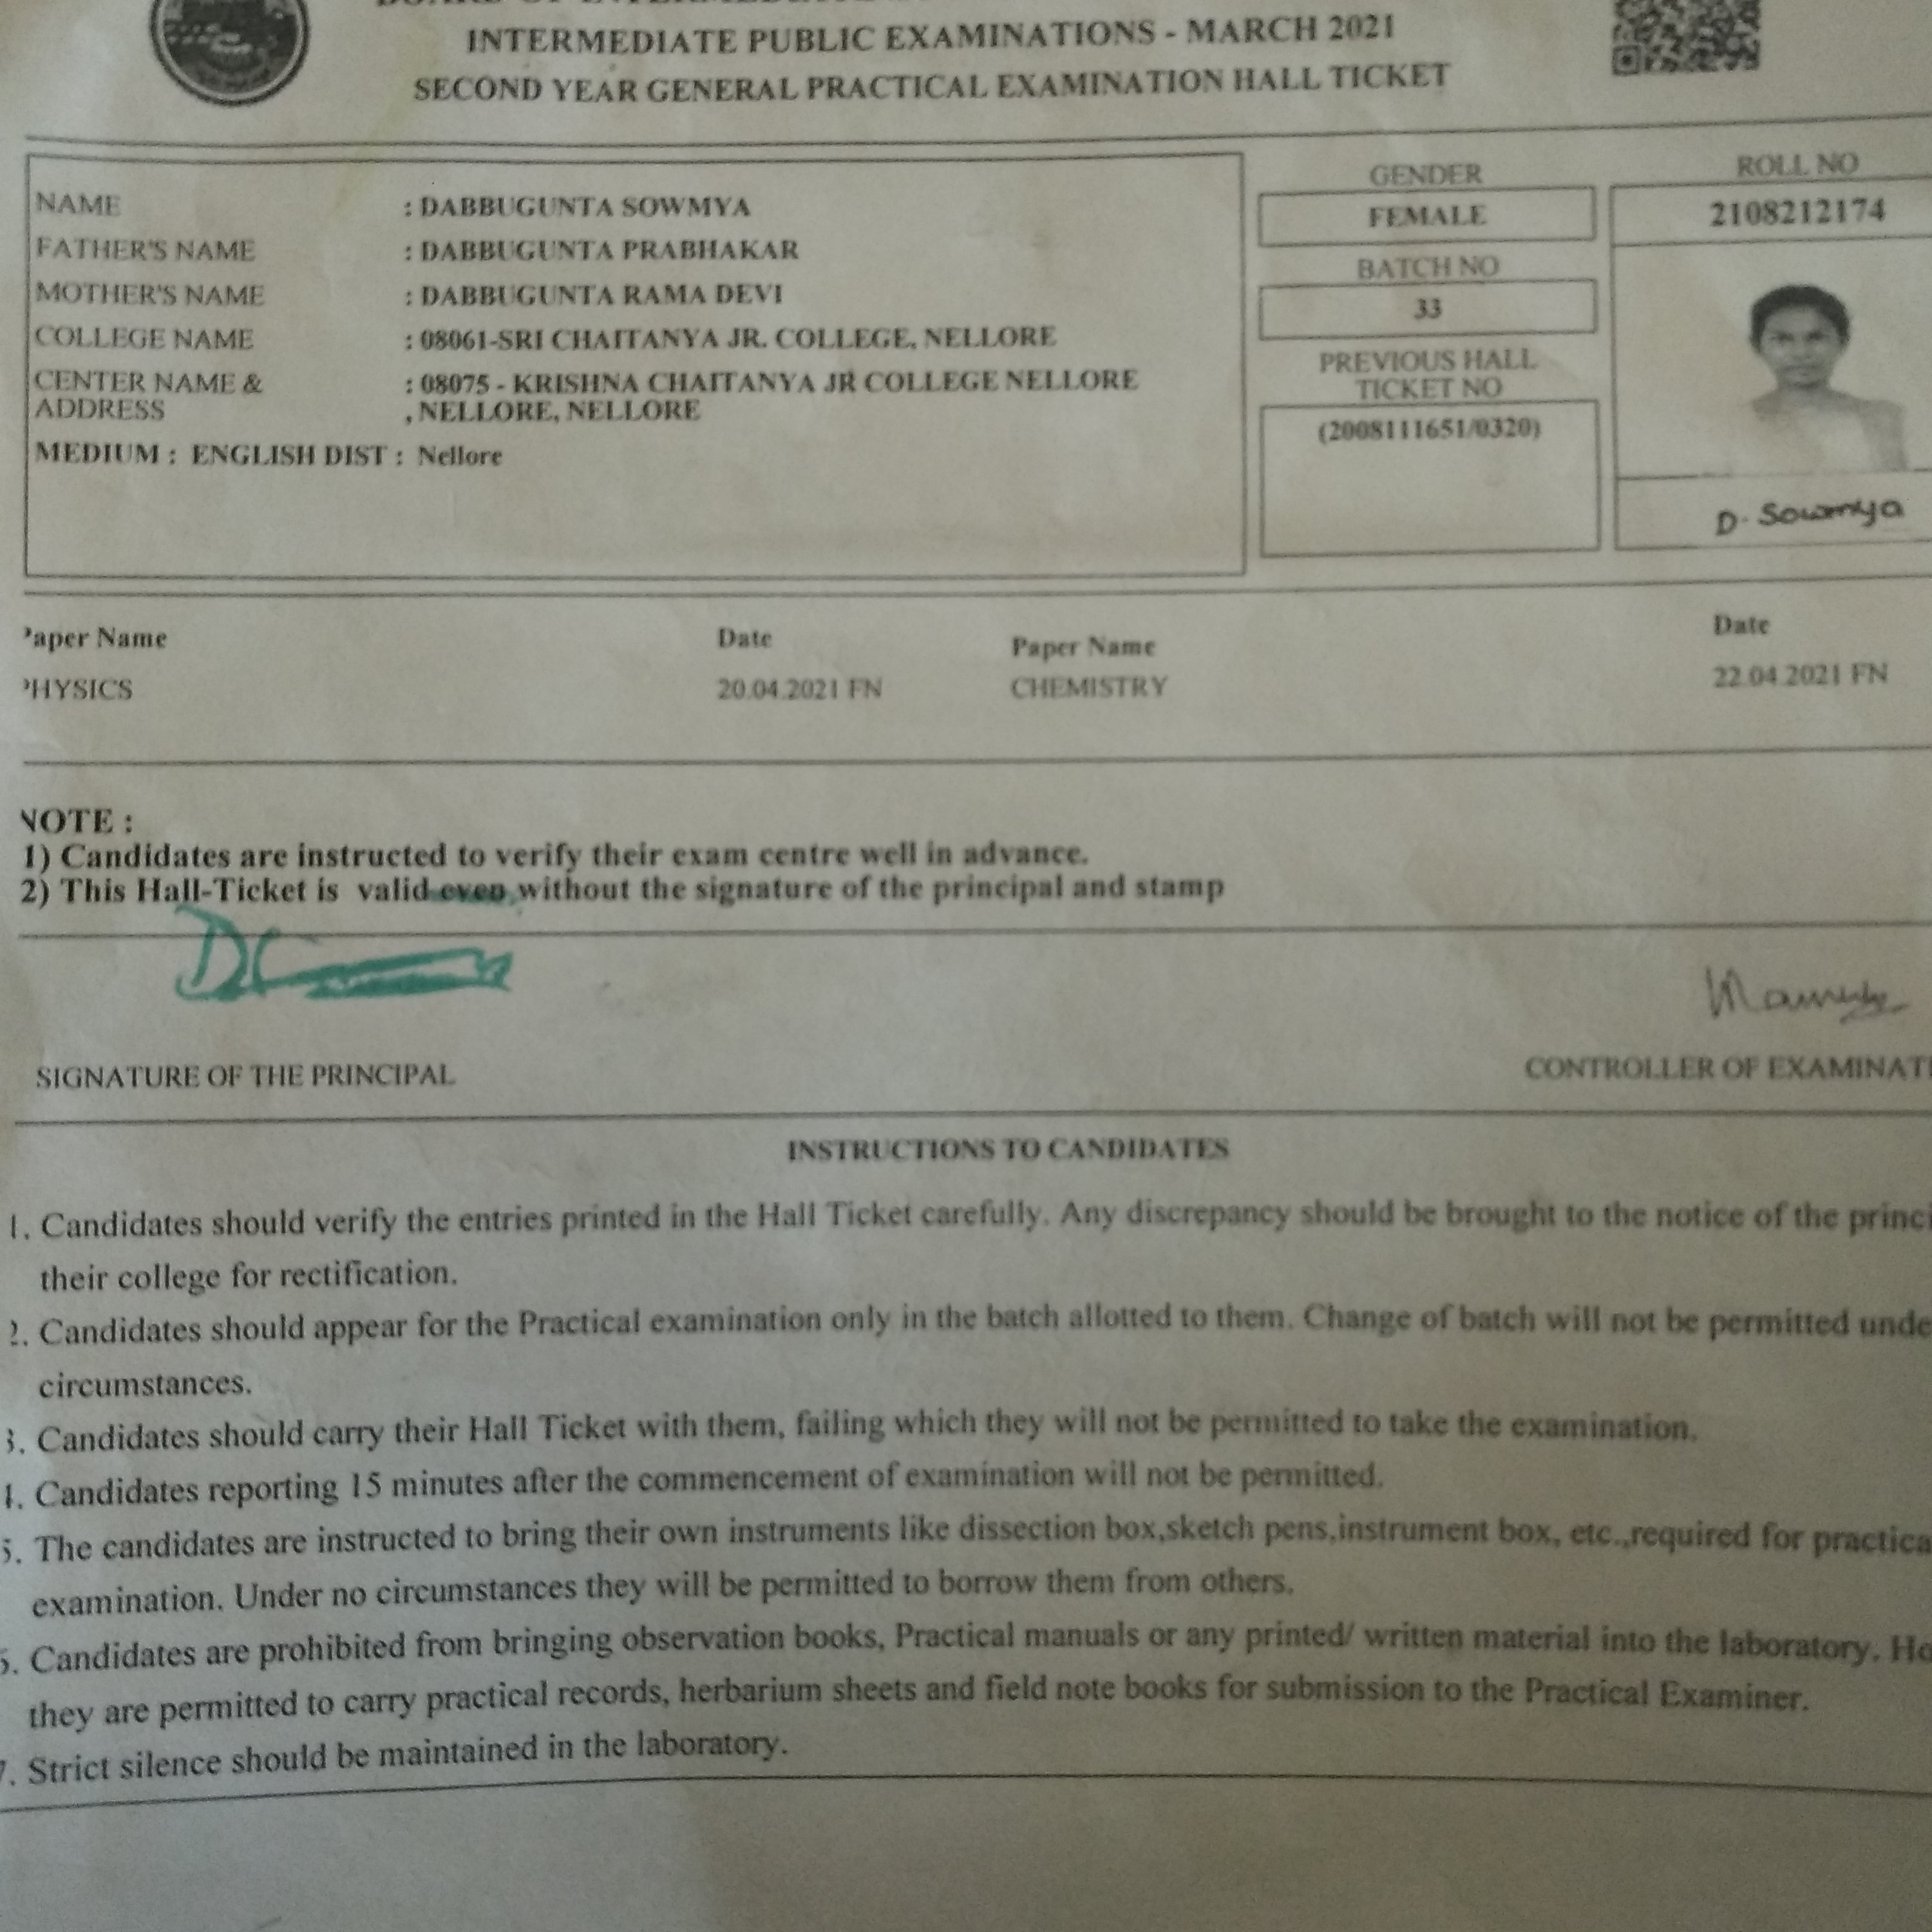 BOARD OF INTERMEDIATE
INTERMEDIATE PUBLIC EXAMINATIONS - MARCH 2021
SECOND YEAR GENERAL PRACTICAL EXAMINATION HALL TICKET
NAME : DABBUGUNTA SOWMYA
FATHER'S NAME : DABBUGUNTA PRABHAKAR
MOTHER'S NAME : DABBUGUNTA RAMA DEVI
COLLEGE NAME : 08061-SRI CHAITANYA JR. COLLEGE, NELLORE
CENTER NAME & : 08075 - KRISHNA CHAITANYA JR COLLEGE NELLORE
ADDRESS , NELLORE, NELLORE
MEDIUM : ENGLISH DIST : Nellore
GENDER
FEMALE
BATCH NO
33
PREVIOUS HALL
TICKET NO
(2008111651/0320)
ROLL NO
2108212174
D. Sowmya
Paper Name Date Paper Name Date
PHYSICS 20.04.2021 FN CHEMISTRY 22.04.2021 FN
NOTE :
1) Candidates are instructed to verify their exam centre well in advance.
2) This Hall-Ticket is valid even without the signature of the principal and stamp
SIGNATURE OF THE PRINCIPAL CONTROLLER OF EXAMINATI
INSTRUCTIONS TO CANDIDATES
1. Candidates should verify the entries printed in the Hall Ticket carefully. Any discrepancy should be brought to the notice of the princi
their college for rectification.
2. Candidates should appear for the Practical examination only in the batch allotted to them. Change of batch will not be permitted unde
circumstances.
3. Candidates should carry their Hall Ticket with them, failing which they will not be permitted to take the examination.
4. Candidates reporting 15 minutes after the commencement of examination will not be permitted.
5. The candidates are instructed to bring their own instruments like dissection box,sketch pens,instrument box, etc.,required for practica
examination. Under no circumstances they will be permitted to borrow them from others.
6. Candidates are prohibited from bringing observation books, Practical manuals or any printed/ written material into the laboratory. Ho
they are permitted to carry practical records, herbarium sheets and field note books for submission to the Practical Examiner.
7. Strict silence should be maintained in the laboratory.